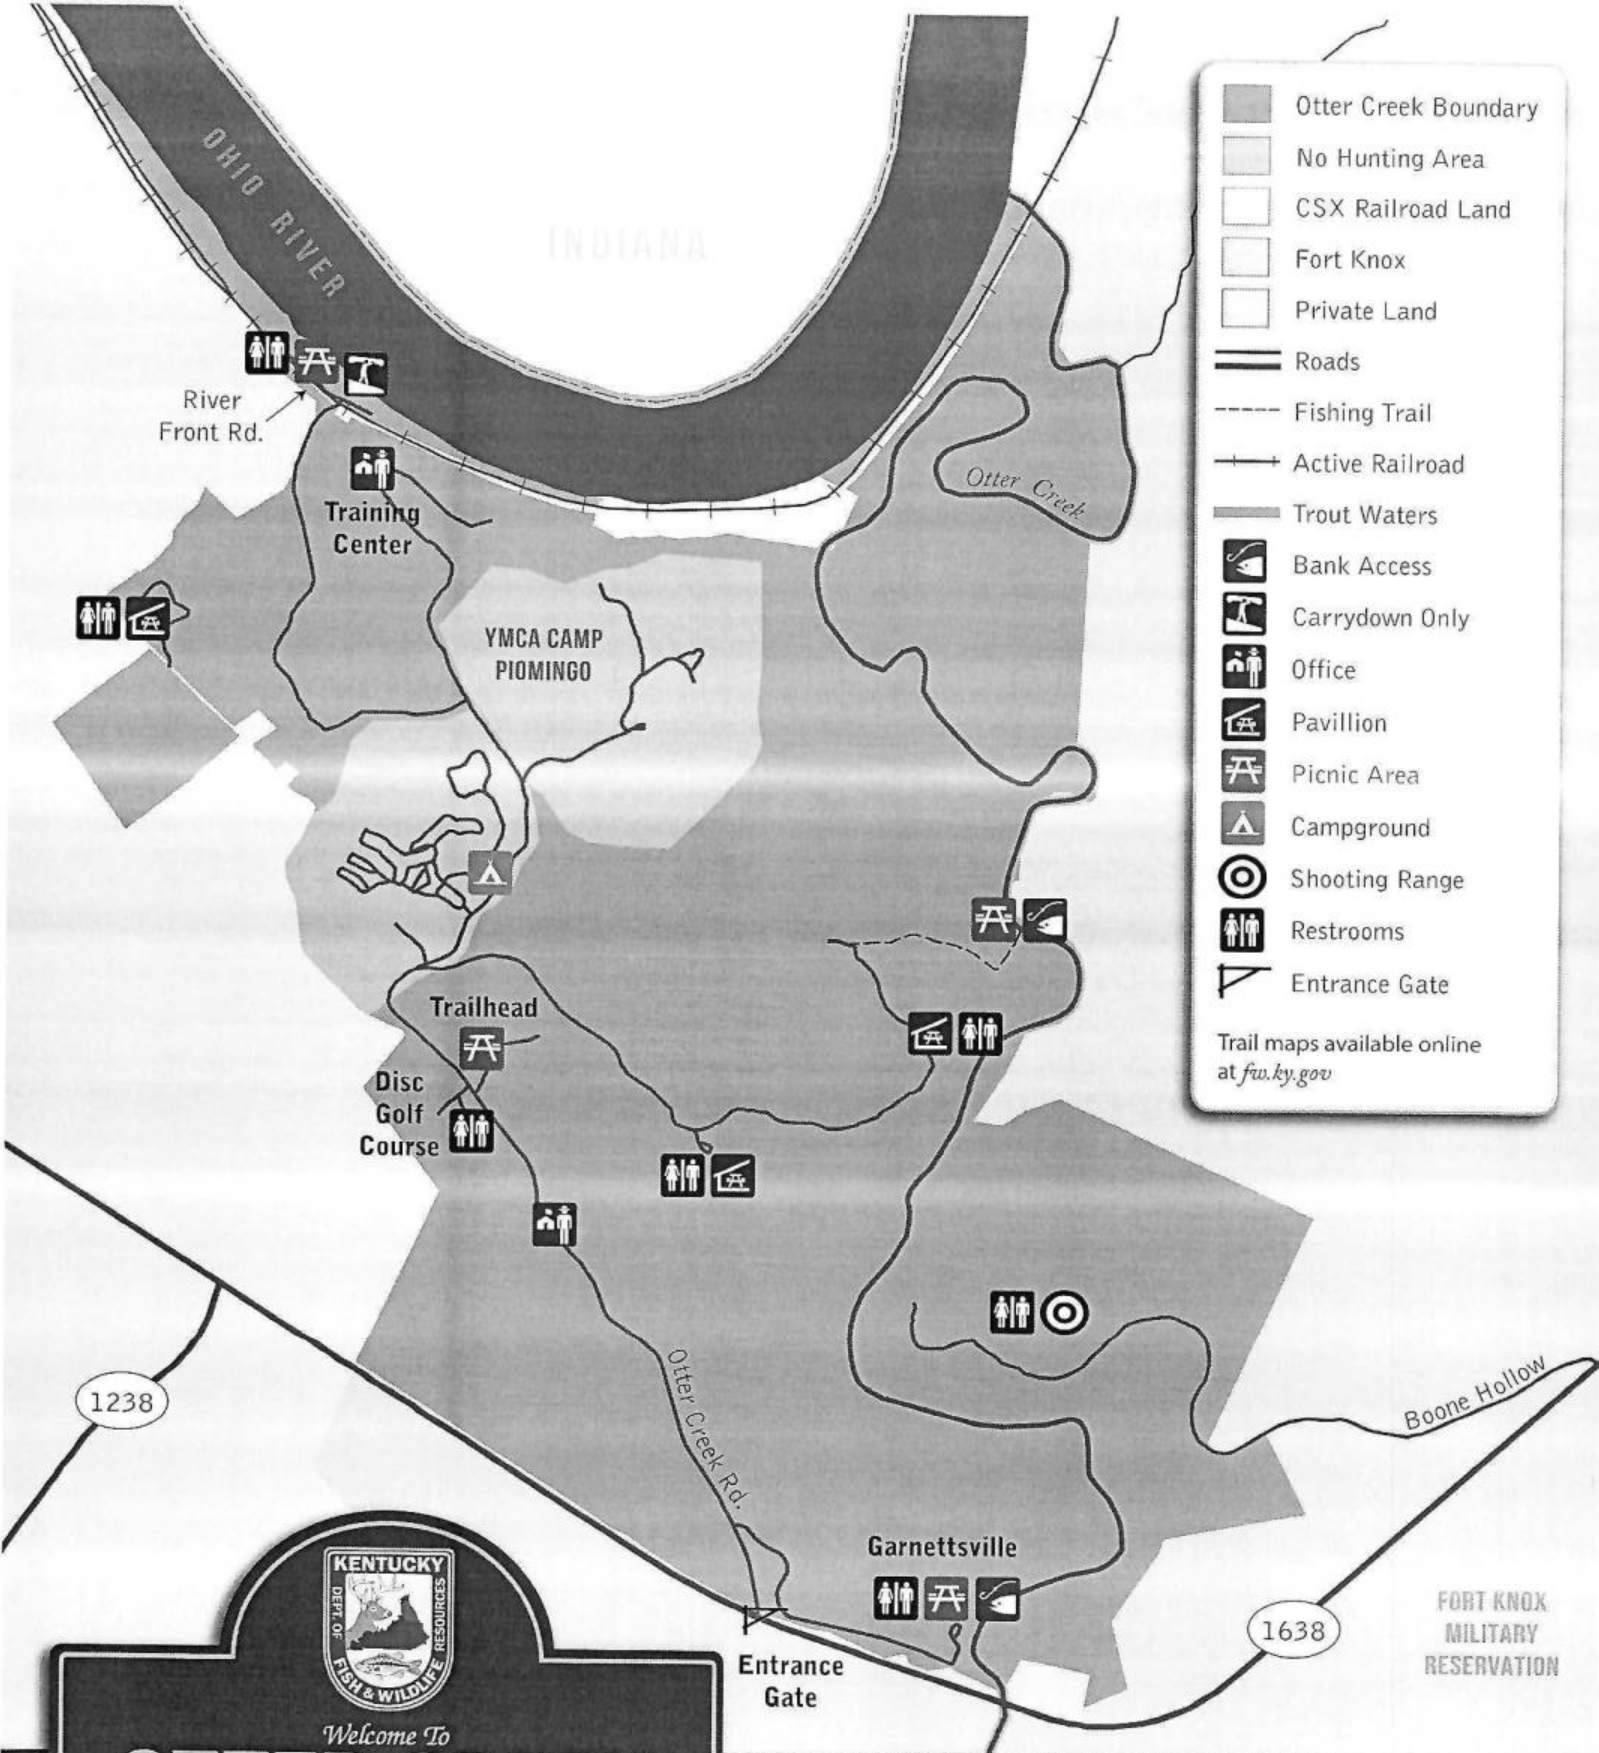 OHIO RIVER
INDIANA
River
Front Rd.
Training
Center
YMCA CAMP
PIOMINGO
Otter Creek
Trailhead
Disc
Golf
Course
Otter Creek Rd.
Garnettsville
Entrance
Gate
Boone Hollow
1238
1638
FORT KNOX
MILITARY
RESERVATION
Otter Creek Boundary
No Hunting Area
CSX Railroad Land
Fort Knox
Private Land
Roads
Fishing Trail
Active Railroad
Trout Waters
Bank Access
Carrydown Only
Office
Pavillion
Picnic Area
Campground
Shooting Range
Restrooms
Entrance Gate
Trail maps available online
at fw.ky.gov
KENTUCKY
DEPT. OF
FISH & WILDLIFE
RESOURCES
Welcome To